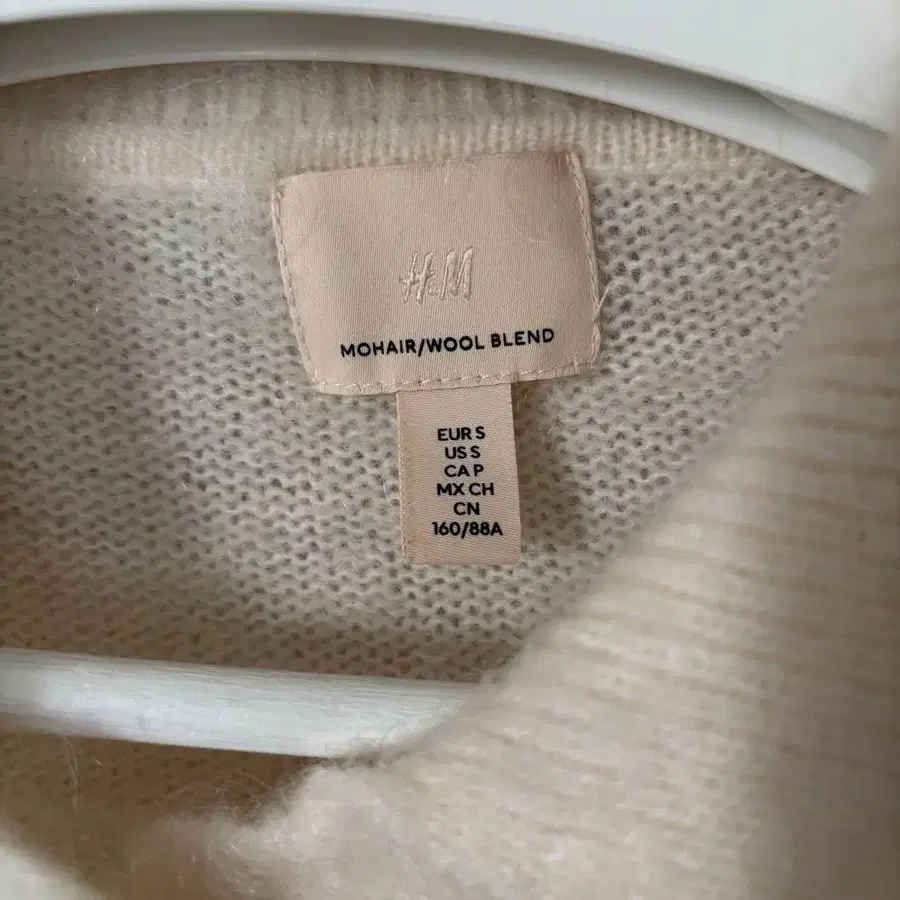 H&M
MOHAIR/WOOL BLEND
EUR S
US S
CA P
MX CH
CN
160/88A